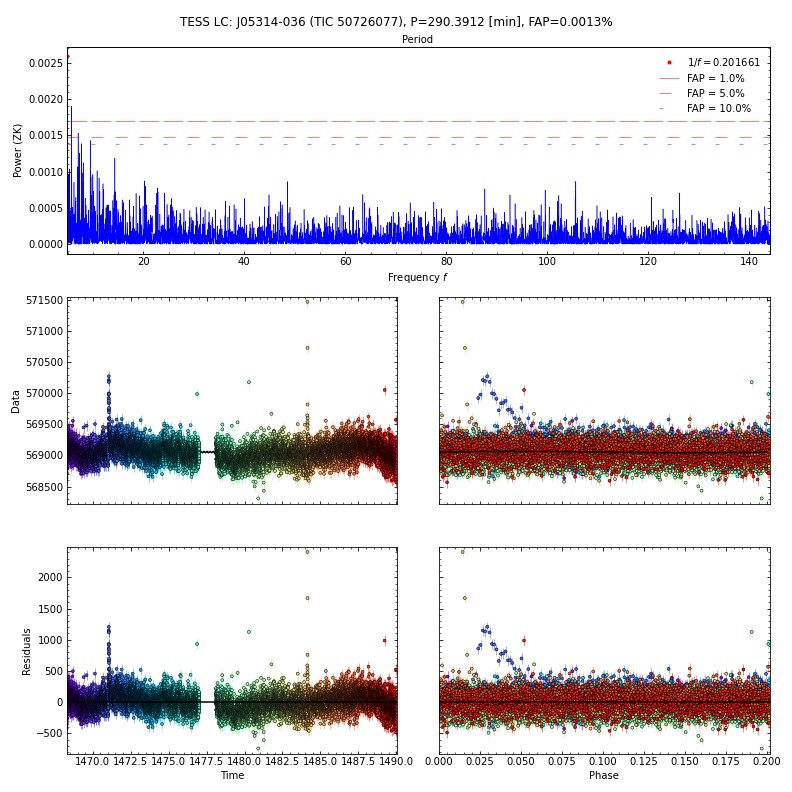 TESS LC: J05314-036 (TIC 50726077), P=290.3912 [min], FAP=0.0013%
Period
1/f = 0.201661
FAP = 1.0%
FAP = 5.0%
FAP = 10.0%
0.0025
0.0020
0.0015
0.0010
0.0005
0.0000
Power (ZK)
20 40 60 80 100 120 140
Frequency f
571500
571000
570500
570000
569500
569000
568500
Data
2000
1500
1000
500
0
−500
Residuals
1470.0 1472.5 1475.0 1477.5 1480.0 1482.5 1485.0 1487.5 1490.0
Time
0.000 0.025 0.050 0.075 0.100 0.125 0.150 0.175 0.200
Phase